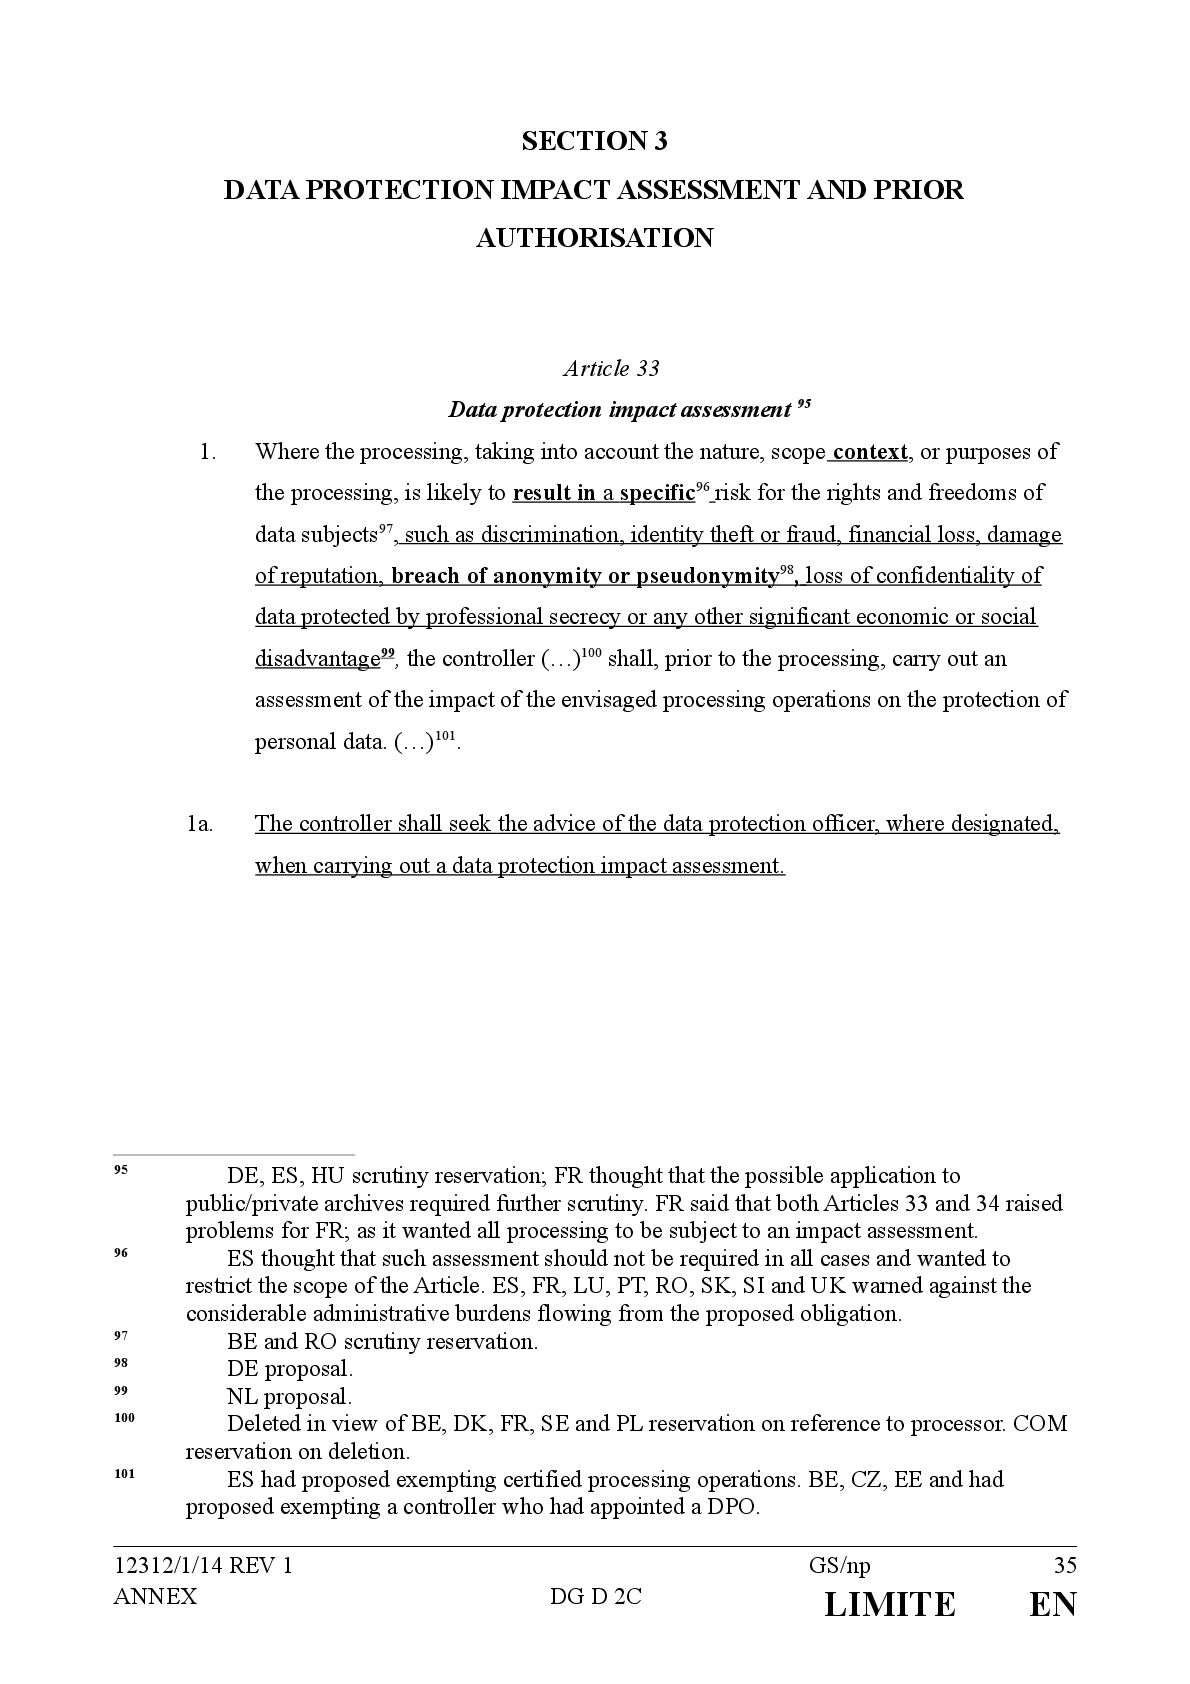 SECTION 3
DATA PROTECTION IMPACT ASSESSMENT AND PRIOR
AUTHORISATION
Article 33
Data protection impact assessment 95
1. Where the processing, taking into account the nature, scope context, or purposes of
the processing, is likely to result in a specific96 risk for the rights and freedoms of
data subjects97, such as discrimination, identity theft or fraud, financial loss, damage
of reputation, breach of anonymity or pseudonymity98, loss of confidentiality of
data protected by professional secrecy or any other significant economic or social
disadvantage99, the controller (…)100 shall, prior to the processing, carry out an
assessment of the impact of the envisaged processing operations on the protection of
personal data. (…)101.
1a. The controller shall seek the advice of the data protection officer, where designated,
when carrying out a data protection impact assessment.
95 DE, ES, HU scrutiny reservation; FR thought that the possible application to
public/private archives required further scrutiny. FR said that both Articles 33 and 34 raised
problems for FR; as it wanted all processing to be subject to an impact assessment.
96 ES thought that such assessment should not be required in all cases and wanted to
restrict the scope of the Article. ES, FR, LU, PT, RO, SK, SI and UK warned against the
considerable administrative burdens flowing from the proposed obligation.
97 BE and RO scrutiny reservation.
98 DE proposal.
99 NL proposal.
100 Deleted in view of BE, DK, FR, SE and PL reservation on reference to processor. COM
reservation on deletion.
101 ES had proposed exempting certified processing operations. BE, CZ, EE and had
proposed exempting a controller who had appointed a DPO.
12312/1/14 REV 1 GS/np 35
ANNEX DG D 2C LIMITE EN